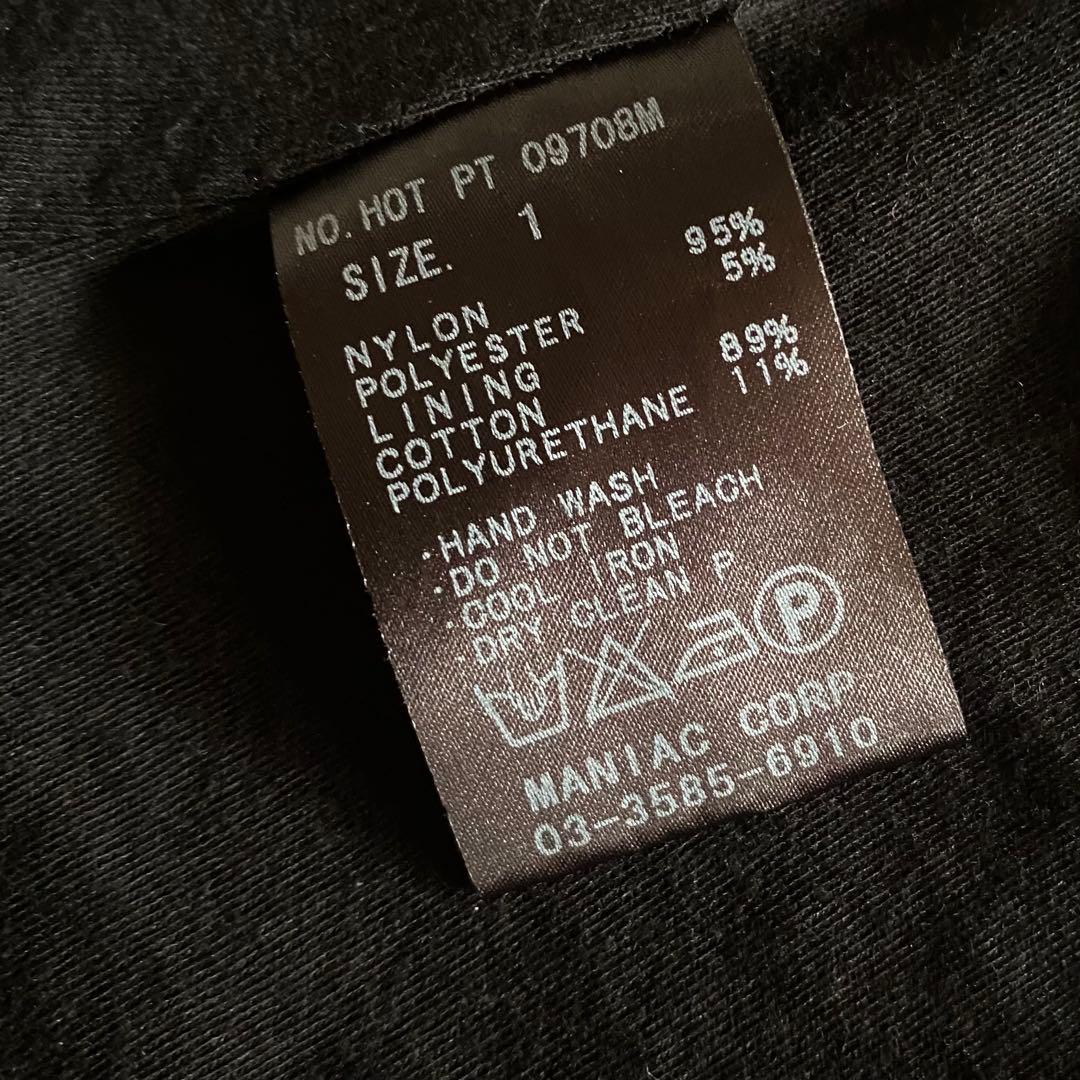 NO. HOT PT 09708M
SIZE. 1
NYLON 95%
POLYESTER 5%
LINING
COTTON 89%
POLYURETHANE 11%
・HAND WASH
・DO NOT BLEACH
・COOL IRON
・DRY CLEAN P
P
MANIAC CORP
03-3585-6910